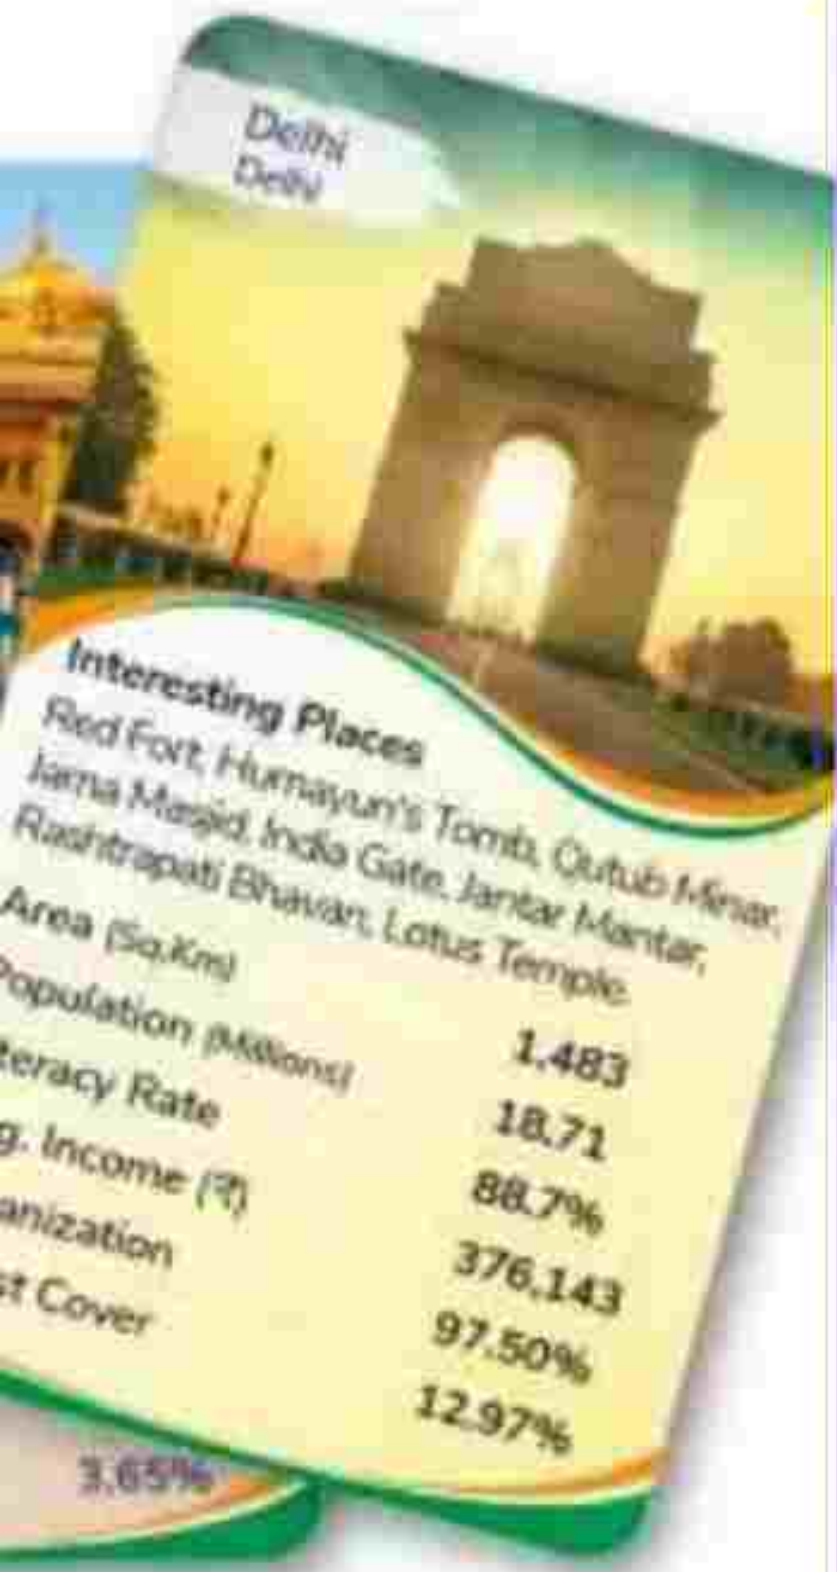 Delhi
Delhi
Interesting Places
Red Fort, Humayun's Tomb, Qutub Minar,
Jama Masjid, India Gate, Jantar Mantar,
Rashtrapati Bhavan, Lotus Temple.
Area (Sq.Km) 1,483
Population (Millions) 18.71
teracy Rate 88.7%
g. Income (₹) 376,143
anization 97.50%
st Cover 12.97%
3.65%